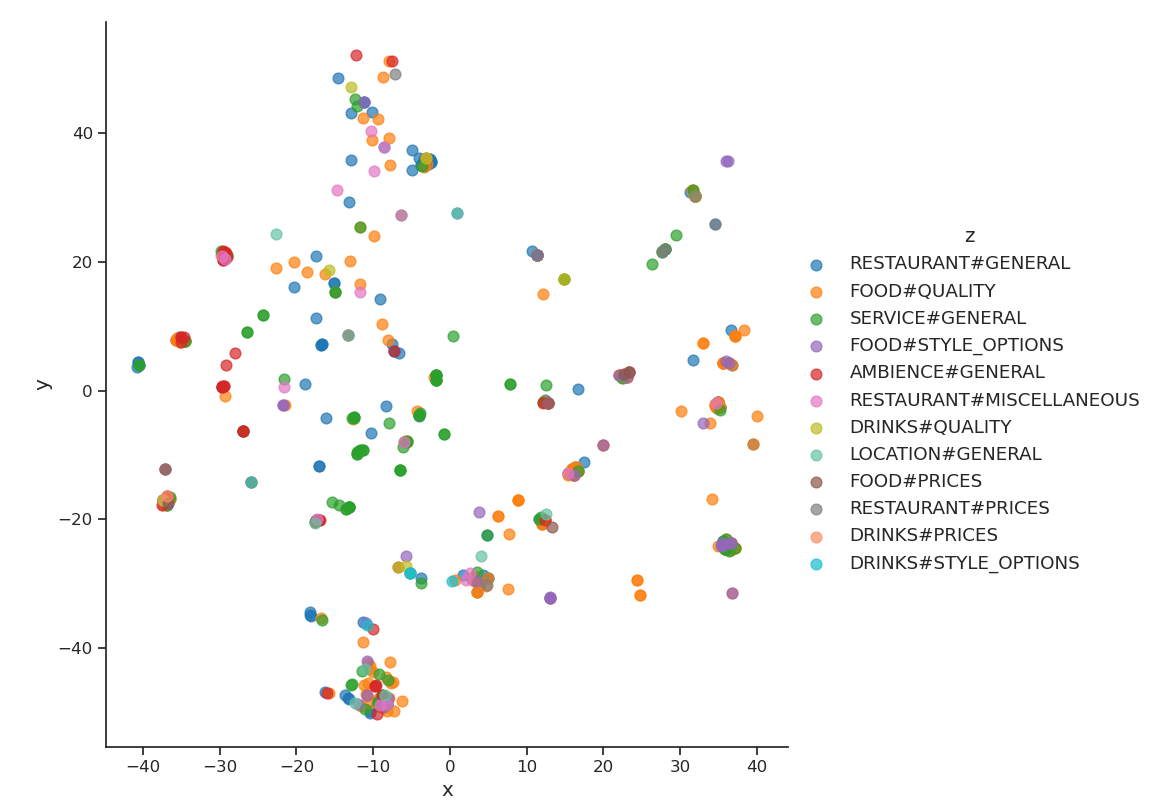 40
20
0
−20
−40
y
−40
−30
−20
−10
0
10
20
30
40
x
z
RESTAURANT#GENERAL
FOOD#QUALITY
SERVICE#GENERAL
FOOD#STYLE_OPTIONS
AMBIENCE#GENERAL
RESTAURANT#MISCELLANEOUS
DRINKS#QUALITY
LOCATION#GENERAL
FOOD#PRICES
RESTAURANT#PRICES
DRINKS#PRICES
DRINKS#STYLE_OPTIONS